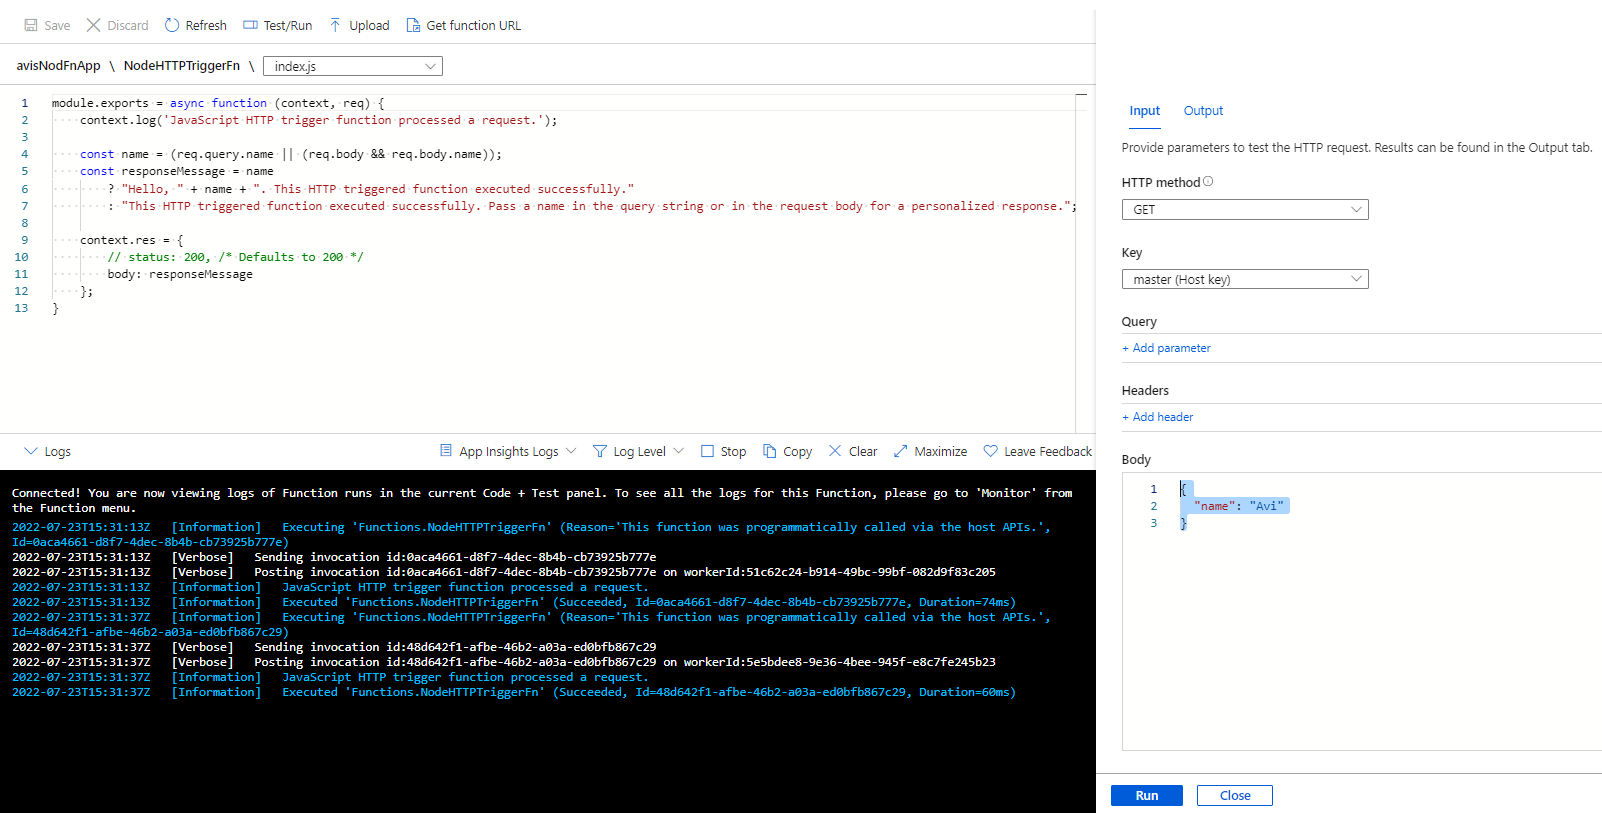 Save Discard Refresh Test/Run Upload Get function URL
avisNodFnApp \ NodeHTTPTriggerFn \ index.js
1 module.exports = async function (context, req) {
2 context.log('JavaScript HTTP trigger function processed a request.');
3
4 const name = (req.query.name || (req.body && req.body.name));
5 const responseMessage = name
6 ? "Hello, " + name + ". This HTTP triggered function executed successfully."
7 : "This HTTP triggered function executed successfully. Pass a name in the query string or in the request body for a personalized response.";
8
9 context.res = {
10 // status: 200, /* Defaults to 200 */
11 body: responseMessage
12 };
13 }
Logs App Insights Logs Log Level Stop Copy Clear Maximize Leave Feedback
Connected! You are now viewing logs of Function runs in the current Code + Test panel. To see all the logs for this Function, please go to 'Monitor' from
the Function menu.
2022-07-23T15:31:13Z [Information] Executing 'Functions.NodeHTTPTriggerFn' (Reason='This function was programmatically called via the host APIs.',
Id=0aca4661-d8f7-4dec-8b4b-cb73925b777e)
2022-07-23T15:31:13Z [Verbose] Sending invocation id:0aca4661-d8f7-4dec-8b4b-cb73925b777e
2022-07-23T15:31:13Z [Verbose] Posting invocation id:0aca4661-d8f7-4dec-8b4b-cb73925b777e on workerId:51c62c24-b914-49bc-99bf-082d9f83c205
2022-07-23T15:31:13Z [Information] JavaScript HTTP trigger function processed a request.
2022-07-23T15:31:13Z [Information] Executed 'Functions.NodeHTTPTriggerFn' (Succeeded, Id=0aca4661-d8f7-4dec-8b4b-cb73925b777e, Duration=74ms)
2022-07-23T15:31:37Z [Information] Executing 'Functions.NodeHTTPTriggerFn' (Reason='This function was programmatically called via the host APIs.',
Id=48d642f1-afbe-46b2-a03a-ed0bfb867c29)
2022-07-23T15:31:37Z [Verbose] Sending invocation id:48d642f1-afbe-46b2-a03a-ed0bfb867c29
2022-07-23T15:31:37Z [Verbose] Posting invocation id:48d642f1-afbe-46b2-a03a-ed0bfb867c29 on workerId:5e5bdee8-9e36-4bee-945f-e8c7fe245b23
2022-07-23T15:31:37Z [Information] JavaScript HTTP trigger function processed a request.
2022-07-23T15:31:37Z [Information] Executed 'Functions.NodeHTTPTriggerFn' (Succeeded, Id=48d642f1-afbe-46b2-a03a-ed0bfb867c29, Duration=60ms)
Input Output
Provide parameters to test the HTTP request. Results can be found in the Output tab.
HTTP method
GET
Key
master (Host key)
Query
+ Add parameter
Headers
+ Add header
Body
1 {
2 "name": "Avi"
3 }
Run Close